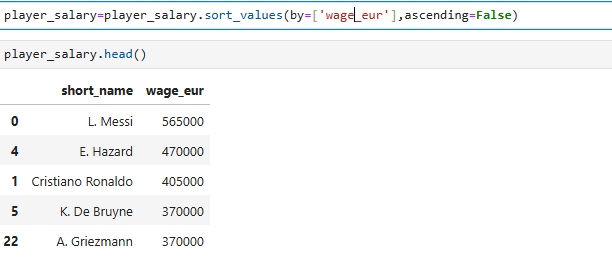 player_salary=player_salary.sort_values(by=['wage_eur'],ascending=False)
player_salary.head()
short_name wage_eur
0 L. Messi 565000
4 E. Hazard 470000
1 Cristiano Ronaldo 405000
5 K. De Bruyne 370000
22 A. Griezmann 370000